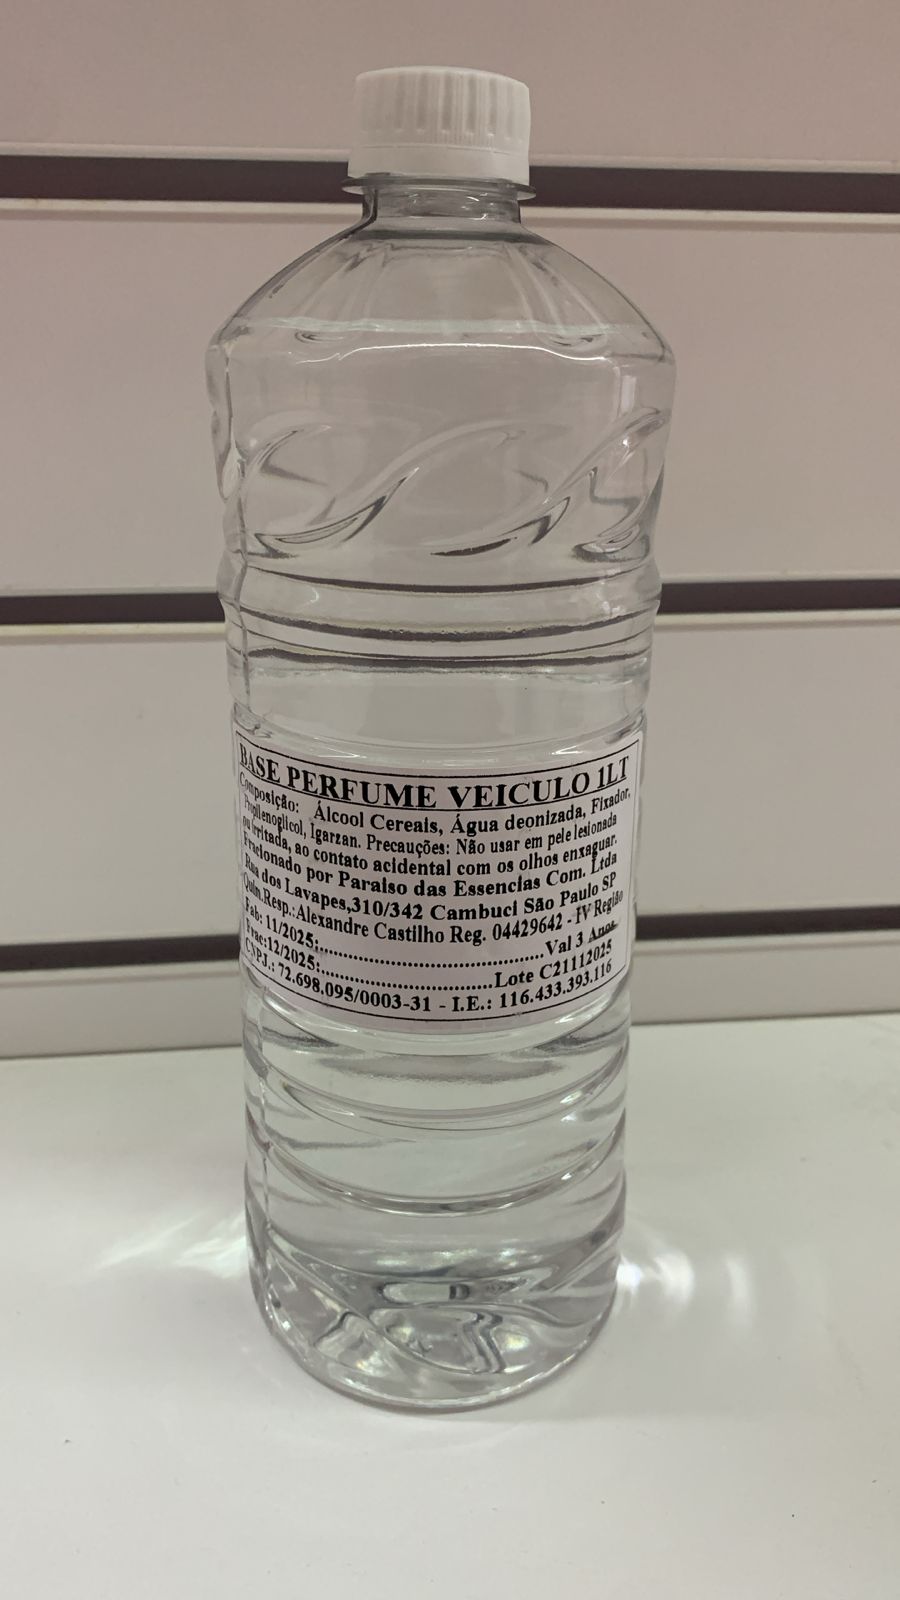 BASE PERFUME VEICULO 1LT
Composição: Álcool Cereais, Água deonizada, Fixador,
Propilenoglicol, Igarzan. Precauções: Não usar em pele lesionada
ou irritada, ao contato acidental com os olhos enxaguar.
Fracionado por Paraiso das Essencias Com. Ltda
Rua dos Lavapes,310/342 Cambuci São Paulo SP
Quim.Resp.:Alexandre Castilho Reg. 04429642 - IV Região
Fab: 11/2025:...........................................Val 3 Anos
Frac:12/2025:.................................Lote C21112025
CNPJ.: 72.698.095/0003-31 - I.E.: 116.433.393.116